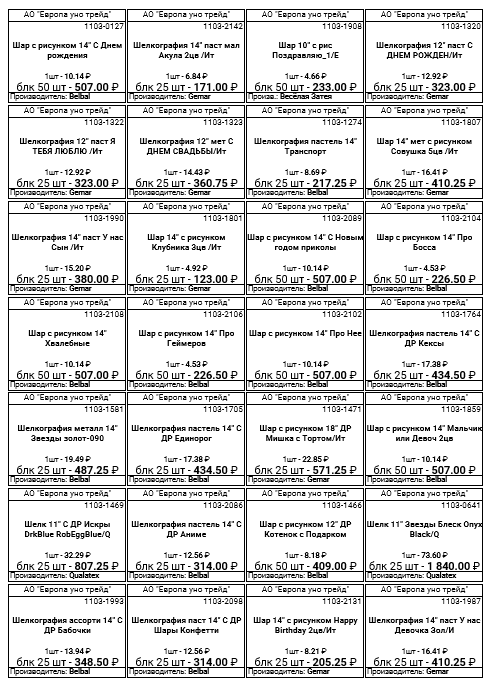 АО "Европа уно трейд"
1103-0127
Шар с рисунком 14" С Днем
рождения
1шт - 10.14 ₽
блк 50 шт - 507.00 ₽
Производитель: Belbal
АО "Европа уно трейд"
1103-2142
Шелкография 14" паст мал
Акула 2цв /Ит
1шт - 6.84 ₽
блк 25 шт - 171.00 ₽
Производитель: Gemar
АО "Европа уно трейд"
1103-1908
Шар 10" с рис
Поздравляю_1/Е
1шт - 4.66 ₽
блк 50 шт - 233.00 ₽
Произв.: Весёлая Затея
АО "Европа уно трейд"
1103-1320
Шелкография 12" паст С
ДНЕМ РОЖДЕН/Ит
1шт - 12.92 ₽
блк 25 шт - 323.00 ₽
Производитель: Gemar
АО "Европа уно трейд"
1103-1322
Шелкография 12" паст Я
ТЕБЯ ЛЮБЛЮ /Ит
1шт - 12.92 ₽
блк 25 шт - 323.00 ₽
Производитель: Gemar
АО "Европа уно трейд"
1103-1323
Шелкография 12" мет С
ДНЕМ СВАДЬБЫ/Ит
1шт - 14.43 ₽
блк 25 шт - 360.75 ₽
Производитель: Gemar
АО "Европа уно трейд"
1103-1274
Шелкография пастель 14"
Транспорт
1шт - 8.69 ₽
блк 25 шт - 217.25 ₽
Производитель: Belbal
АО "Европа уно трейд"
1103-1807
Шар 14" мет с рисунком
Совушка 5цв /Ит
1шт - 16.41 ₽
блк 25 шт - 410.25 ₽
Производитель: Gemar
АО "Европа уно трейд"
1103-1990
Шелкография 14" паст У нас
Сын /Ит
1шт - 15.20 ₽
блк 25 шт - 380.00 ₽
Производитель: Gemar
АО "Европа уно трейд"
1103-1801
Шар 14" с рисунком
Клубника 3цв /Ит
1шт - 4.92 ₽
блк 25 шт - 123.00 ₽
Производитель: Gemar
АО "Европа уно трейд"
1103-2089
Шар с рисунком 14" С Новым
годом приколы
1шт - 10.14 ₽
блк 50 шт - 507.00 ₽
Производитель: Belbal
АО "Европа уно трейд"
1103-2104
Шар с рисунком 14" Про
Босса
1шт - 4.53 ₽
блк 50 шт - 226.50 ₽
Производитель: Belbal
АО "Европа уно трейд"
1103-2108
Шар с рисунком 14"
Хвалебные
1шт - 10.14 ₽
блк 50 шт - 507.00 ₽
Производитель: Belbal
АО "Европа уно трейд"
1103-2106
Шар с рисунком 14" Про
Геймеров
1шт - 4.53 ₽
блк 50 шт - 226.50 ₽
Производитель: Belbal
АО "Европа уно трейд"
1103-2102
Шар с рисунком 14" Про Нее
1шт - 10.14 ₽
блк 50 шт - 507.00 ₽
Производитель: Belbal
АО "Европа уно трейд"
1103-1764
Шелкография пастель 14" С
ДР Кексы
1шт - 17.38 ₽
блк 25 шт - 434.50 ₽
Производитель: Belbal
АО "Европа уно трейд"
1103-1581
Шелкография металл 14"
Звезды золот-090
1шт - 19.49 ₽
блк 25 шт - 487.25 ₽
Производитель: Belbal
АО "Европа уно трейд"
1103-1705
Шелкография пастель 14" С
ДР Единорог
1шт - 17.38 ₽
блк 25 шт - 434.50 ₽
Производитель: Belbal
АО "Европа уно трейд"
1103-1471
Шар с рисунком 18" ДР
Мишка с Тортом/Ит
1шт - 22.85 ₽
блк 25 шт - 571.25 ₽
Производитель: Gemar
АО "Европа уно трейд"
1103-1859
Шар с рисунком 14" Мальчик
или Девоч 2цв
1шт - 10.14 ₽
блк 50 шт - 507.00 ₽
Производитель: Belbal
АО "Европа уно трейд"
1103-1469
Шелк 11" С ДР Искры
DrkBlue RobEggBlue/Q
1шт - 32.29 ₽
блк 25 шт - 807.25 ₽
Производитель: Qualatex
АО "Европа уно трейд"
1103-2086
Шелкография пастель 14" С
ДР Аниме
1шт - 12.56 ₽
блк 25 шт - 314.00 ₽
Производитель: Belbal
АО "Европа уно трейд"
1103-1466
Шар с рисунком 12" ДР
Котенок с Подарком
1шт - 8.18 ₽
блк 50 шт - 409.00 ₽
Производитель: Belbal
АО "Европа уно трейд"
1103-0641
Шелк 11" Звезды Блеск Onyx
Black/Q
1шт - 73.60 ₽
блк 25 шт - 1 840.00 ₽
Производитель: Qualatex
АО "Европа уно трейд"
1103-1993
Шелкография ассорти 14" С
ДР Бабочки
1шт - 13.94 ₽
блк 25 шт - 348.50 ₽
Производитель: Belbal
АО "Европа уно трейд"
1103-2098
Шелкография паст 14" С ДР
Шары Конфетти
1шт - 12.56 ₽
блк 25 шт - 314.00 ₽
Производитель: Belbal
АО "Европа уно трейд"
1103-2131
Шар 14" с рисунком Happy
Birthday 2цв/Ит
1шт - 8.21 ₽
блк 25 шт - 205.25 ₽
Производитель: Gemar
АО "Европа уно трейд"
1103-1987
Шелкография 14" паст У нас
Девочка Зол/И
1шт - 16.41 ₽
блк 25 шт - 410.25 ₽
Производитель: Gemar